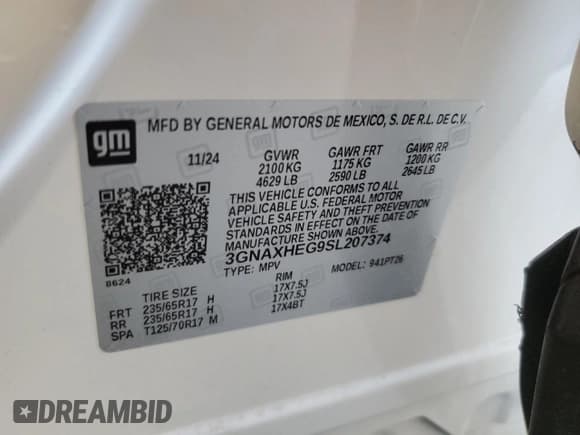 gm
MFD BY GENERAL MOTORS DE MEXICO, S. DE R.L. DE C.V.
11/24 GVWR GAWR FRT GAWR RR
2100 KG 1175 KG 1200 KG
4629 LB 2590 LB 2645 LB
THIS VEHICLE CONFORMS TO ALL
APPLICABLE U.S. FEDERAL MOTOR
VEHICLE SAFETY AND THEFT PREVENTION
STANDARDS IN EFFECT ON THE DATE OF
MANUFACTURE SHOWN ABOVE.
3GNAXHEG9SL207374
TYPE: MPV MODEL: 941PT26
8624
TIRE SIZE RIM
FRT 235/65R17 H 17X7.5J
RR 235/65R17 H 17X7.5J
SPA T125/70R17 M 17X4BT
DREAMBID